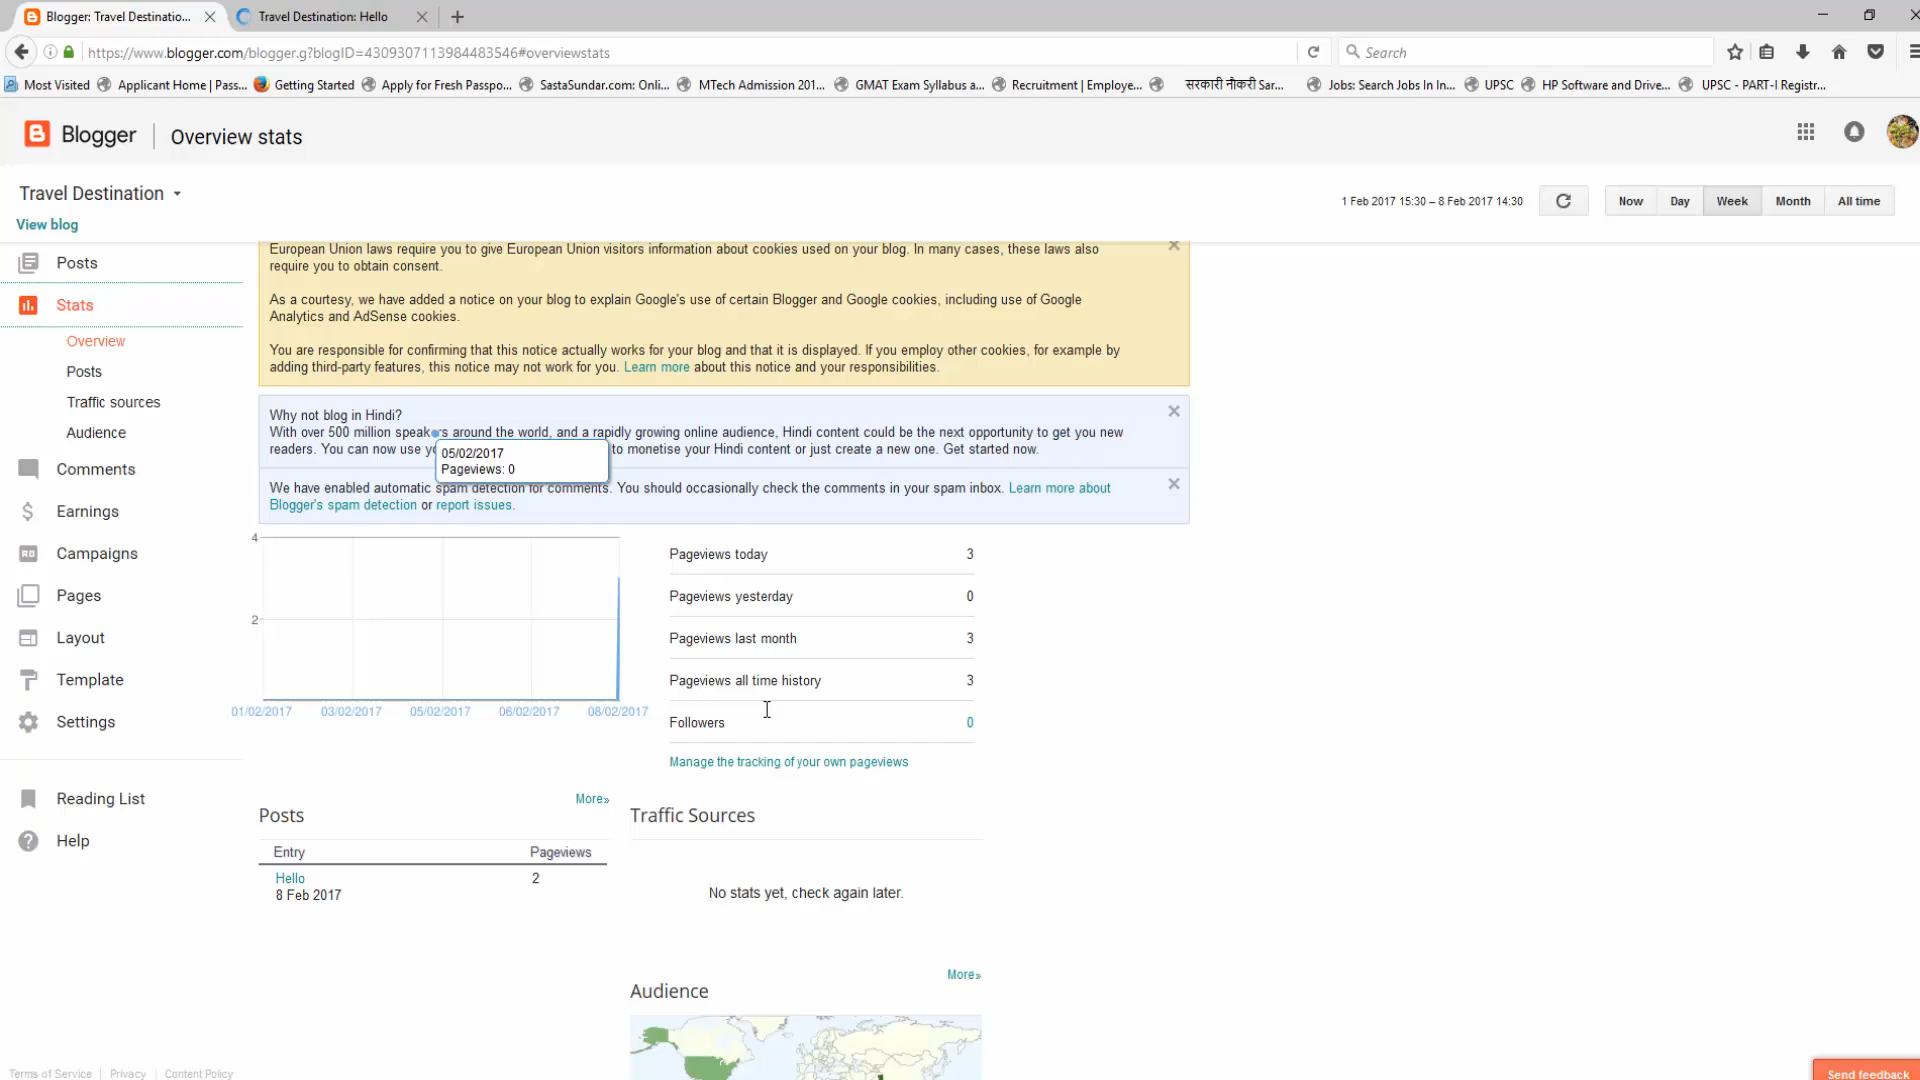 Blogger: Travel Destinatio...
Travel Destination: Hello
https://www.blogger.com/blogger.g?blogID=4309307113984483546#overviewstats
Search
Most Visited
Applicant Home | Pass...
Getting Started
Apply for Fresh Passpo...
SastaSundar.com: Onli...
MTech Admission 201...
GMAT Exam Syllabus a...
Recruitment | Employe...
सरकारी नौकरी Sar...
Jobs: Search Jobs In In...
UPSC
HP Software and Drive...
UPSC - PART-I Registr...
Blogger
Overview stats
Travel Destination
View blog
1 Feb 2017 15:30 – 8 Feb 2017 14:30
Now
Day
Week
Month
All time
Posts
Stats
Overview
Posts
Traffic sources
Audience
Comments
Earnings
Campaigns
Pages
Layout
Template
Settings
Reading List
Help
European Union laws require you to give European Union visitors information about cookies used on your blog. In many cases, these laws also
require you to obtain consent.
As a courtesy, we have added a notice on your blog to explain Google's use of certain Blogger and Google cookies, including use of Google
Analytics and AdSense cookies.
You are responsible for confirming that this notice actually works for your blog and that it is displayed. If you employ other cookies, for example by
adding third-party features, this notice may not work for you. Learn more about this notice and your responsibilities.
Why not blog in Hindi?
With over 500 million speakers around the world, and a rapidly growing online audience, Hindi content could be the next opportunity to get you new
readers. You can now use to monetise your Hindi content or just create a new one. Get started now.
05/02/2017
Pageviews: 0
We have enabled automatic spam detection for comments. You should occasionally check the comments in your spam inbox. Learn more about
Blogger's spam detection or report issues.
4
2
01/02/2017 03/02/2017 05/02/2017 06/02/2017 08/02/2017
Pageviews today 3
Pageviews yesterday 0
Pageviews last month 3
Pageviews all time history 3
Followers 0
Manage the tracking of your own pageviews
More»
Posts
Entry Pageviews
Hello 2
8 Feb 2017
Traffic Sources
No stats yet, check again later.
More»
Audience
Terms of Service
Privacy
Content Policy
Send feedback